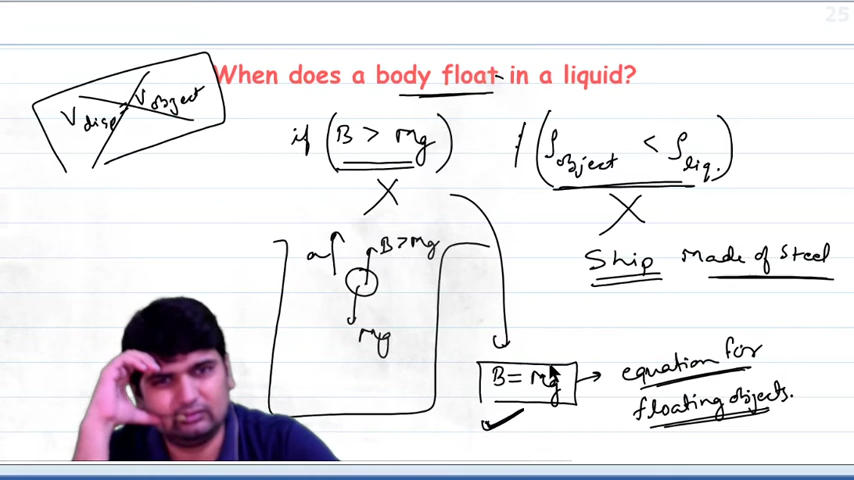 25
When does a body float in a liquid?
V disp V object
if (B > mg) / (ρ object < ρ liq.)
X X
a B > mg
mg
Ship Made of Steel
B = mg → equation for
floating objects.